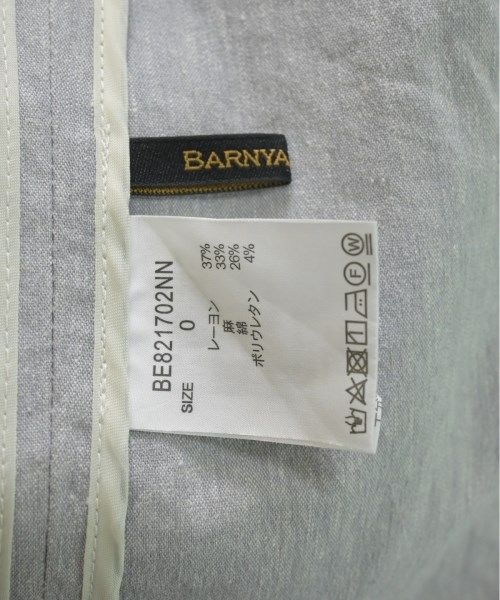 BARNYA
BE821702NN
SIZE 0
レーヨン 37%
麻 33%
綿 26%
ポリウレタン 4%
F W